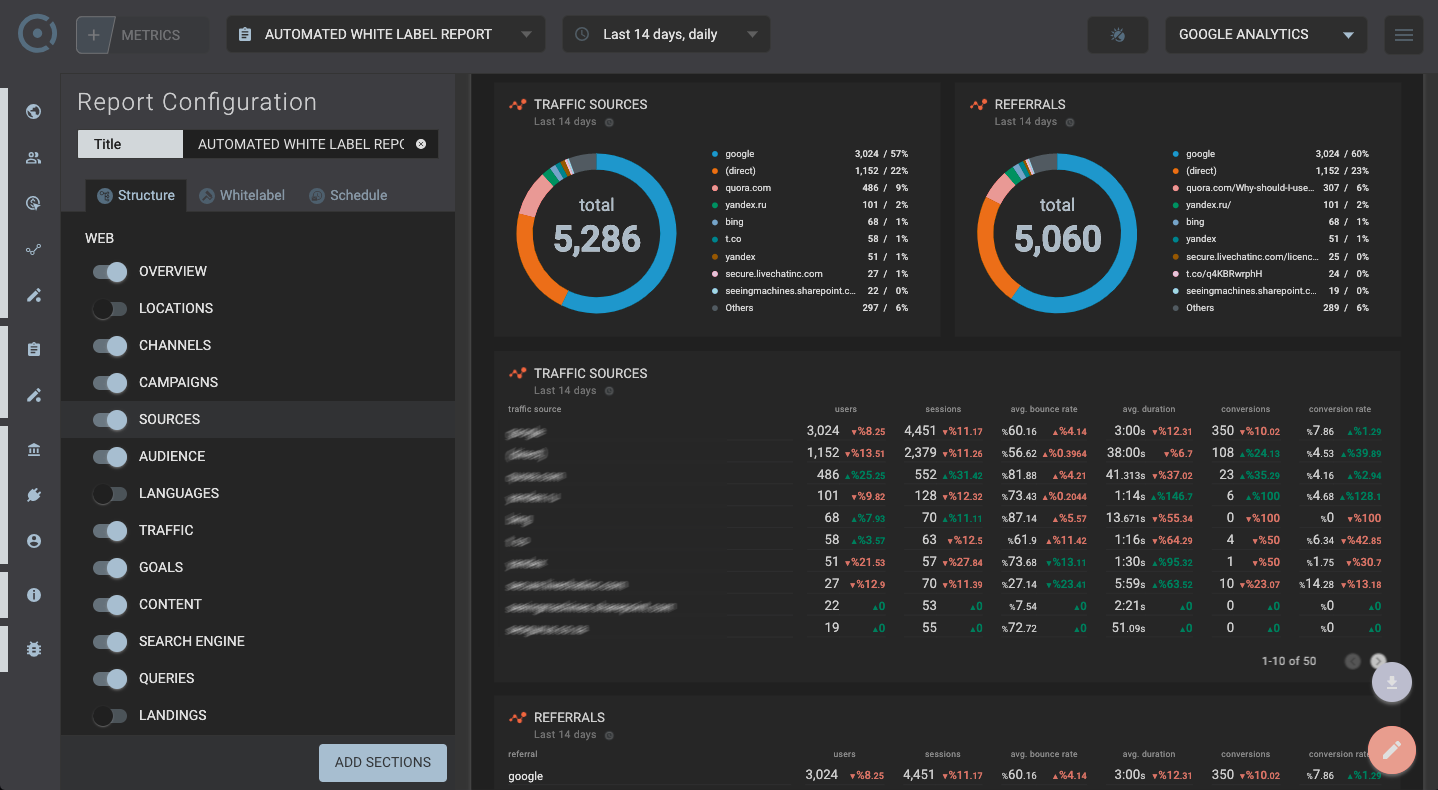 METRICS
AUTOMATED WHITE LABEL REPORT
Last 14 days, daily
GOOGLE ANALYTICS
Report Configuration
Title AUTOMATED WHITE LABEL REPO
Structure Whitelabel Schedule
WEB
OVERVIEW
LOCATIONS
CHANNELS
CAMPAIGNS
SOURCES
AUDIENCE
LANGUAGES
TRAFFIC
GOALS
CONTENT
SEARCH ENGINE
QUERIES
LANDINGS
ADD SECTIONS
TRAFFIC SOURCES
Last 14 days
total
5,286
google 3,024 / 57%
(direct) 1,152 / 22%
quora.com 486 / 9%
yandex.ru 101 / 2%
bing 68 / 1%
t.co 58 / 1%
yandex 51 / 1%
secure.livechatinc.com 27 / 1%
seeingmachines.sharepoint.c... 22 / 0%
Others 297 / 6%
REFERRALS
Last 14 days
total
5,060
google 3,024 / 60%
(direct) 1,152 / 23%
quora.com/Why-should-I-use... 307 / 6%
yandex.ru/ 101 / 2%
bing 68 / 1%
yandex 51 / 1%
secure.livechatinc.com/licenc... 25 / 0%
t.co/q4KBRwrphH 24 / 0%
seeingmachines.sharepoint.c... 19 / 0%
Others 289 / 6%
TRAFFIC SOURCES
Last 14 days
traffic source users sessions avg. bounce rate avg. duration conversions conversion rate
3,024 ▼%8.25 4,451 ▼%11.17 %60.16 ▲%4.14 3:00s ▼%12.31 350 ▼%10.02 %7.86 ▲%1.29
1,152 ▼%13.51 2,379 ▼%11.26 %56.62 ▲%0.3964 38:00s ▼%6.7 108 ▲%24.13 %4.53 ▲%39.89
486 ▲%25.25 552 ▲%31.42 %81.88 ▲%4.21 41.313s ▼%37.02 23 ▲%35.29 %4.16 ▲%2.94
101 ▼%9.82 128 ▼%12.32 %73.43 ▲%0.2044 1:14s ▲%146.7 6 ▲%100 %4.68 ▲%128.1
68 ▲%7.93 70 ▲%11.11 %87.14 ▲%5.57 13.671s ▼%55.34 0 ▼%100 %0 ▼%100
58 ▲%3.57 63 ▼%12.5 %61.9 ▲%11.42 1:16s ▼%64.29 4 ▼%50 %6.34 ▼%42.85
51 ▼%21.53 57 ▼%27.84 %73.68 ▼%13.11 1:30s ▲%95.32 1 ▼%50 %1.75 ▼%30.7
27 ▼%12.9 70 ▼%11.39 %27.14 ▼%23.41 5:59s ▲%63.52 10 ▼%23.07 %14.28 ▼%13.18
22 ▲0 53 ▲0 %7.54 ▲0 2:21s ▲0 0 ▲0 %0 ▲0
19 ▲0 55 ▲0 %72.72 ▲0 51.09s ▲0 0 ▲0 %0 ▲0
1-10 of 50
REFERRALS
Last 14 days
referral users sessions avg. bounce rate avg. duration conversions conversion rate
google 3,024 ▼%8.25 4,451 ▼%11.17 %60.16 ▲%4.14 3:00s ▼%12.31 350 ▼%10.02 %7.86 ▲%1.29